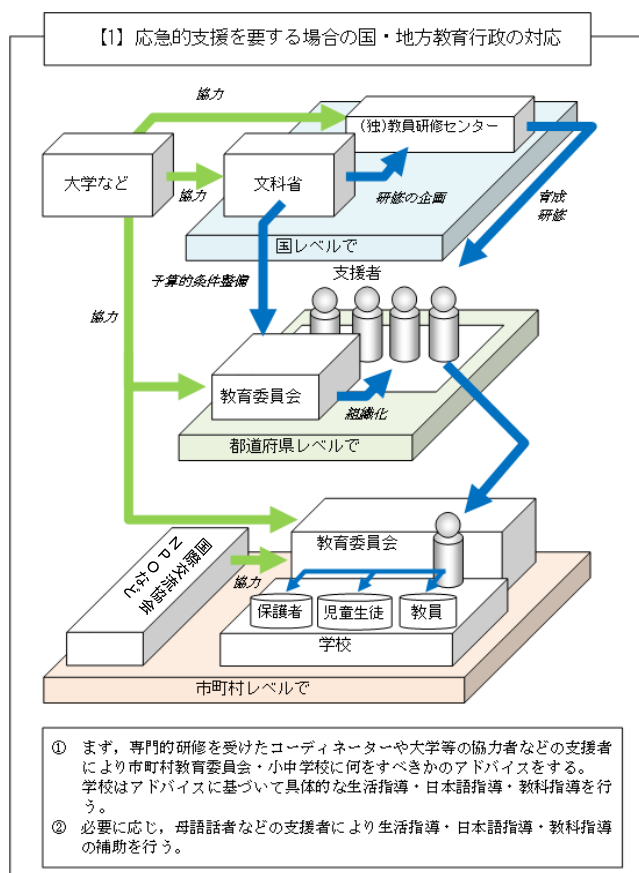 【1】応急的支援を要する場合の国・地方教育行政の対応
協力
(独)教員研修センター
大学など
協力
文科省
研修の企画
育成
研修
国レベルで
予算的条件整備
支援者
協力
教育委員会
組織化
都道府県レベルで
教育委員会
国際交流協会
NPOなど
協力
保護者
児童生徒
教員
学校
市町村レベルで
① まず，専門的研修を受けたコーディネーターや大学等の協力者などの支援者
により市町村教育委員会・小中学校に何をすべきかのアドバイスをする。
学校はアドバイスに基づいて具体的な生活指導・日本語指導・教科指導を行
う。
② 必要に応じ，母語話者などの支援者により生活指導・日本語指導・教科指導
の補助を行う。